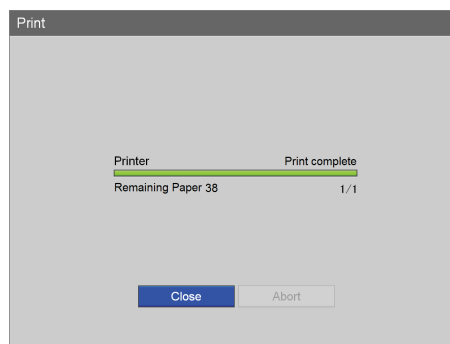 Print
Printer Print complete
Remaining Paper 38 1/1
Close Abort